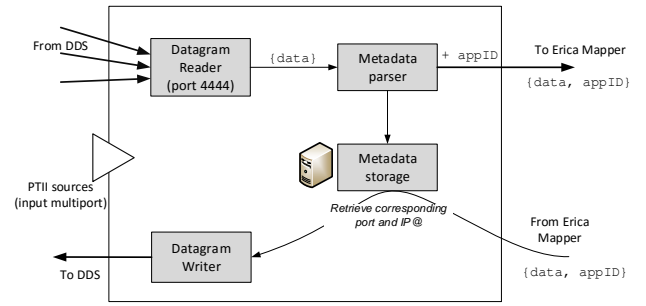 From DDS
Datagram
Reader
(port 4444)
{data}
Metadata
parser
+ appID
To Erica Mapper
{data, appID}
PTII sources
(input multiport)
Metadata
storage
Retrieve corresponding
port and IP@
From Erica
Mapper
{data, appID}
Datagram
Writer
To DDS